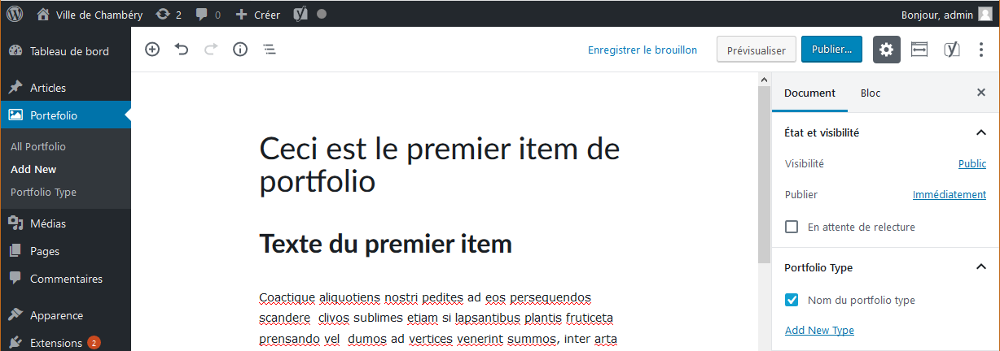 Ville de Chambéry 2 0 Créer Bonjour, admin
Tableau de bord
Articles
Portefolio
All Portfolio
Add New
Portfolio Type
Médias
Pages
Commentaires
Apparence
Extensions 2
Enregistrer le brouillon Prévisualiser Publier...
Ceci est le premier item de
portfolio
Texte du premier item
Coactique aliquotiens nostri pedites ad eos persequendos
scandere clivos sublimes etiam si lapsantibus plantis fruticeta
prensando vel dumos ad vertices venerint summos, inter arta
Document Bloc
État et visibilité
Visibilité Public
Publier Immédiatement
En attente de relecture
Portfolio Type
Nom du portfolio type
Add New Type